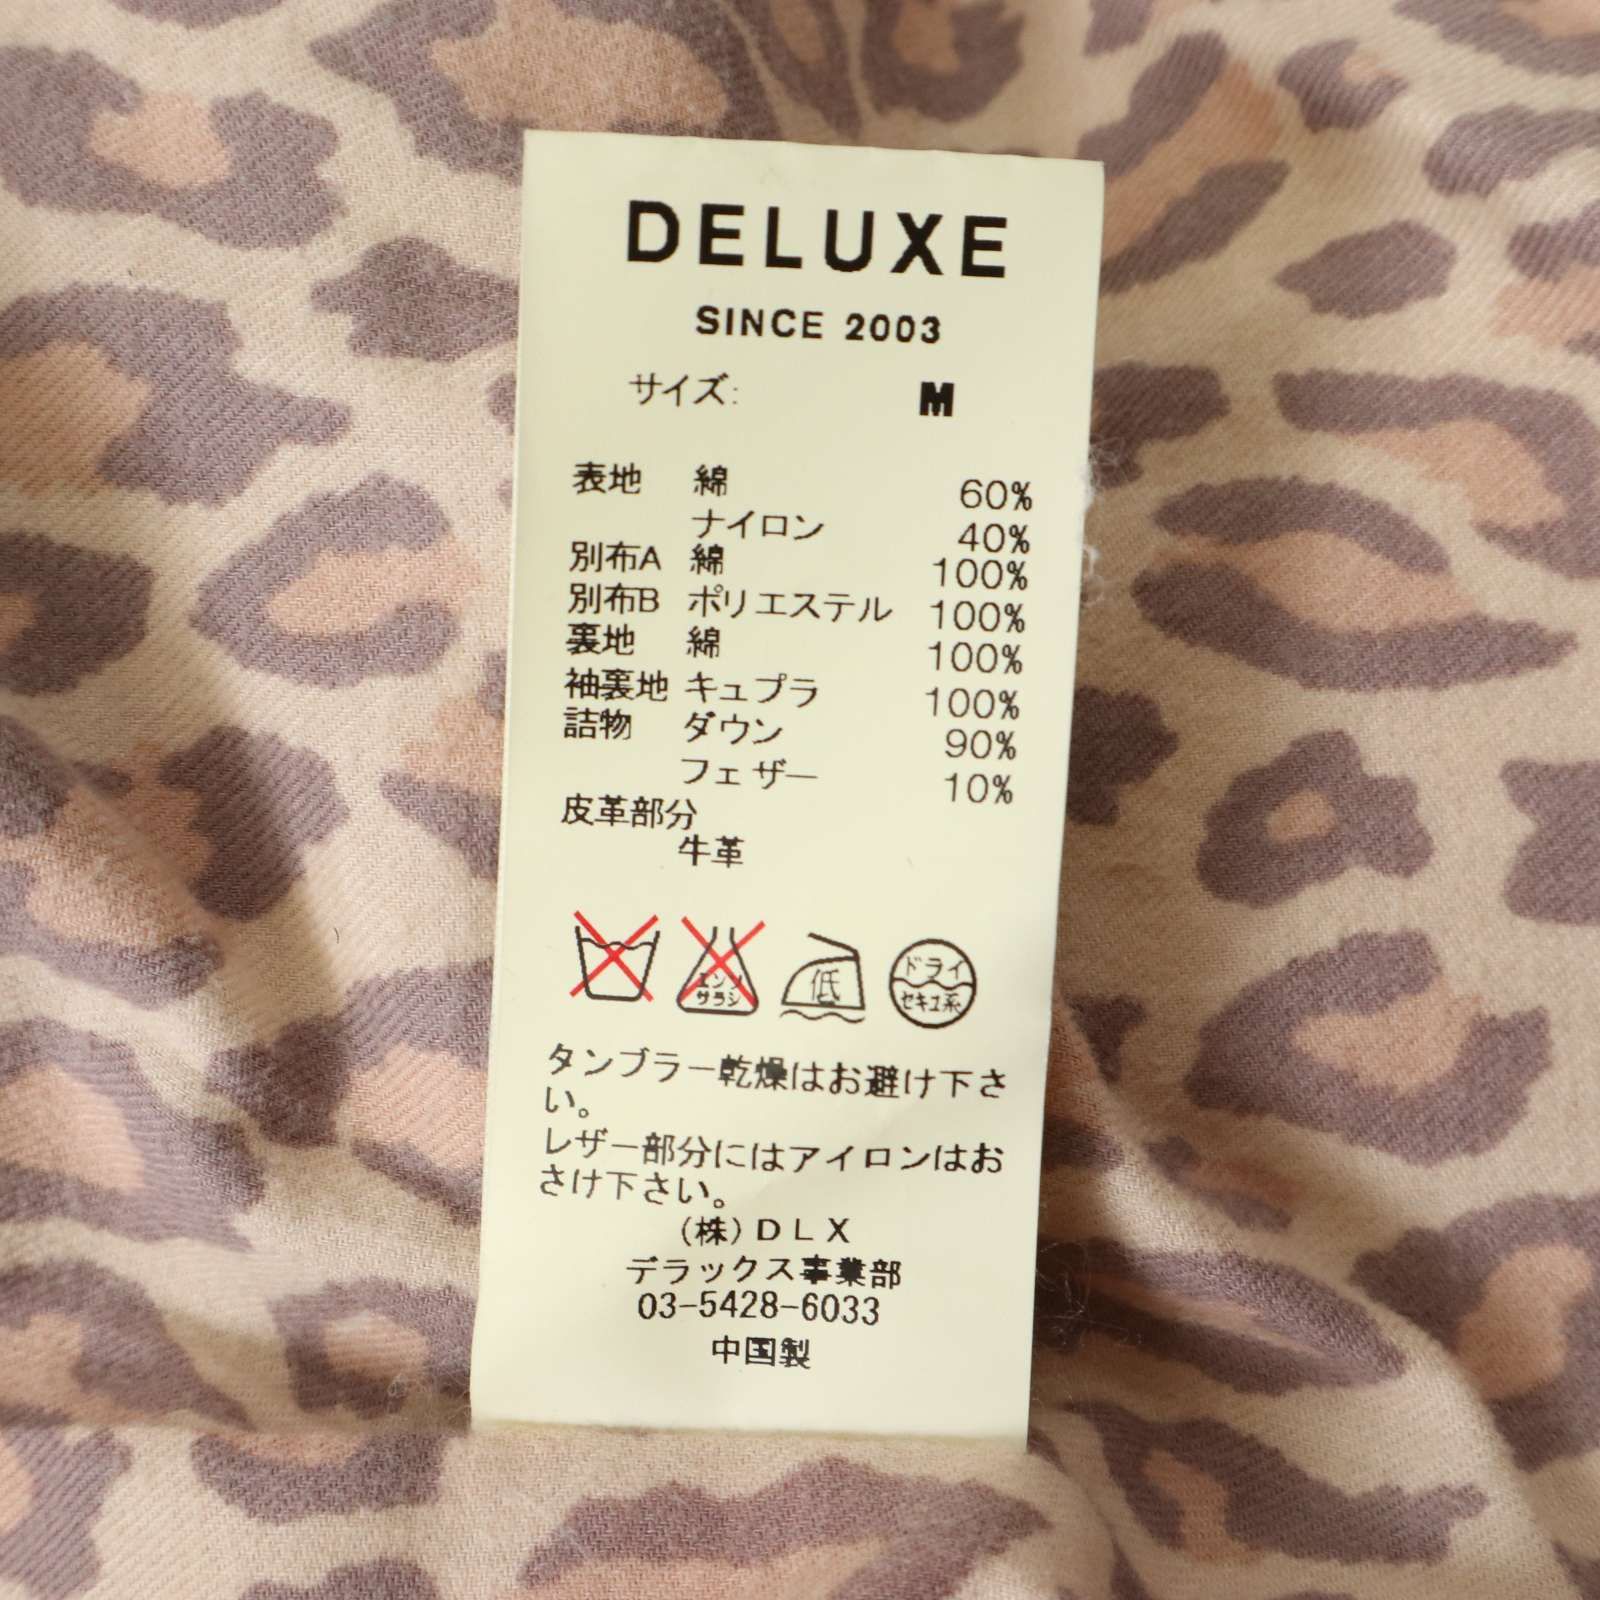 DELUXE
SINCE 2003
サイズ: M
表地 綿 60%
ナイロン 40%
別布A 綿 100%
別布B ポリエステル 100%
裏地 綿 100%
袖裏地 キュプラ 100%
詰物 ダウン 90%
フェザー 10%
皮革部分
牛革
エンソ サラシ 低 ドライ セキユ系
タンブラー乾燥はお避け下さ
い。
レザー部分にはアイロンはお
さけ下さい。
(株)DLX
デラックス事業部
03-5428-6033
中国製